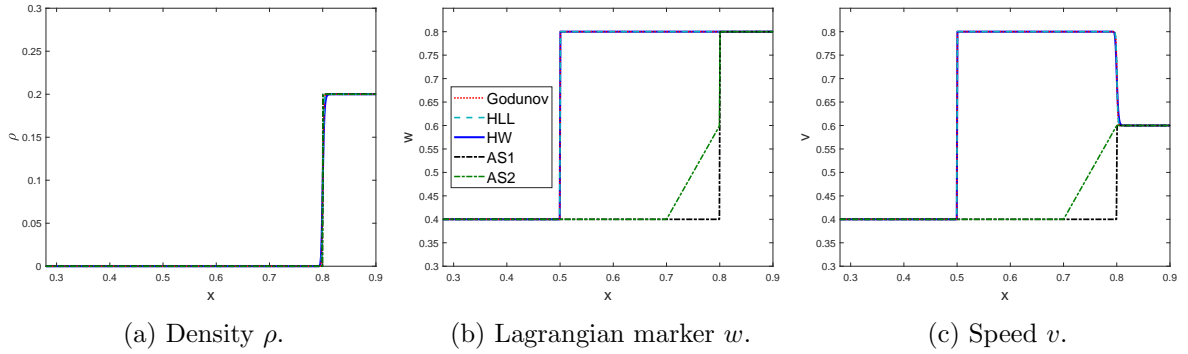 0.3
0.25
0.2
0.15
0.1
0.05
0
ρ
0.3 0.4 0.5 0.6 0.7 0.8 0.9
x
(a) Density ρ.
0.8
0.75
0.7
0.65
0.6
0.55
0.5
0.45
0.4
0.35
0.3
w
Godunov
HLL
HW
AS1
AS2
0.3 0.4 0.5 0.6 0.7 0.8 0.9
x
(b) Lagrangian marker w.
0.8
0.75
0.7
0.65
0.6
0.55
0.5
0.45
0.4
0.35
0.3
v
0.3 0.4 0.5 0.6 0.7 0.8 0.9
x
(c) Speed v.